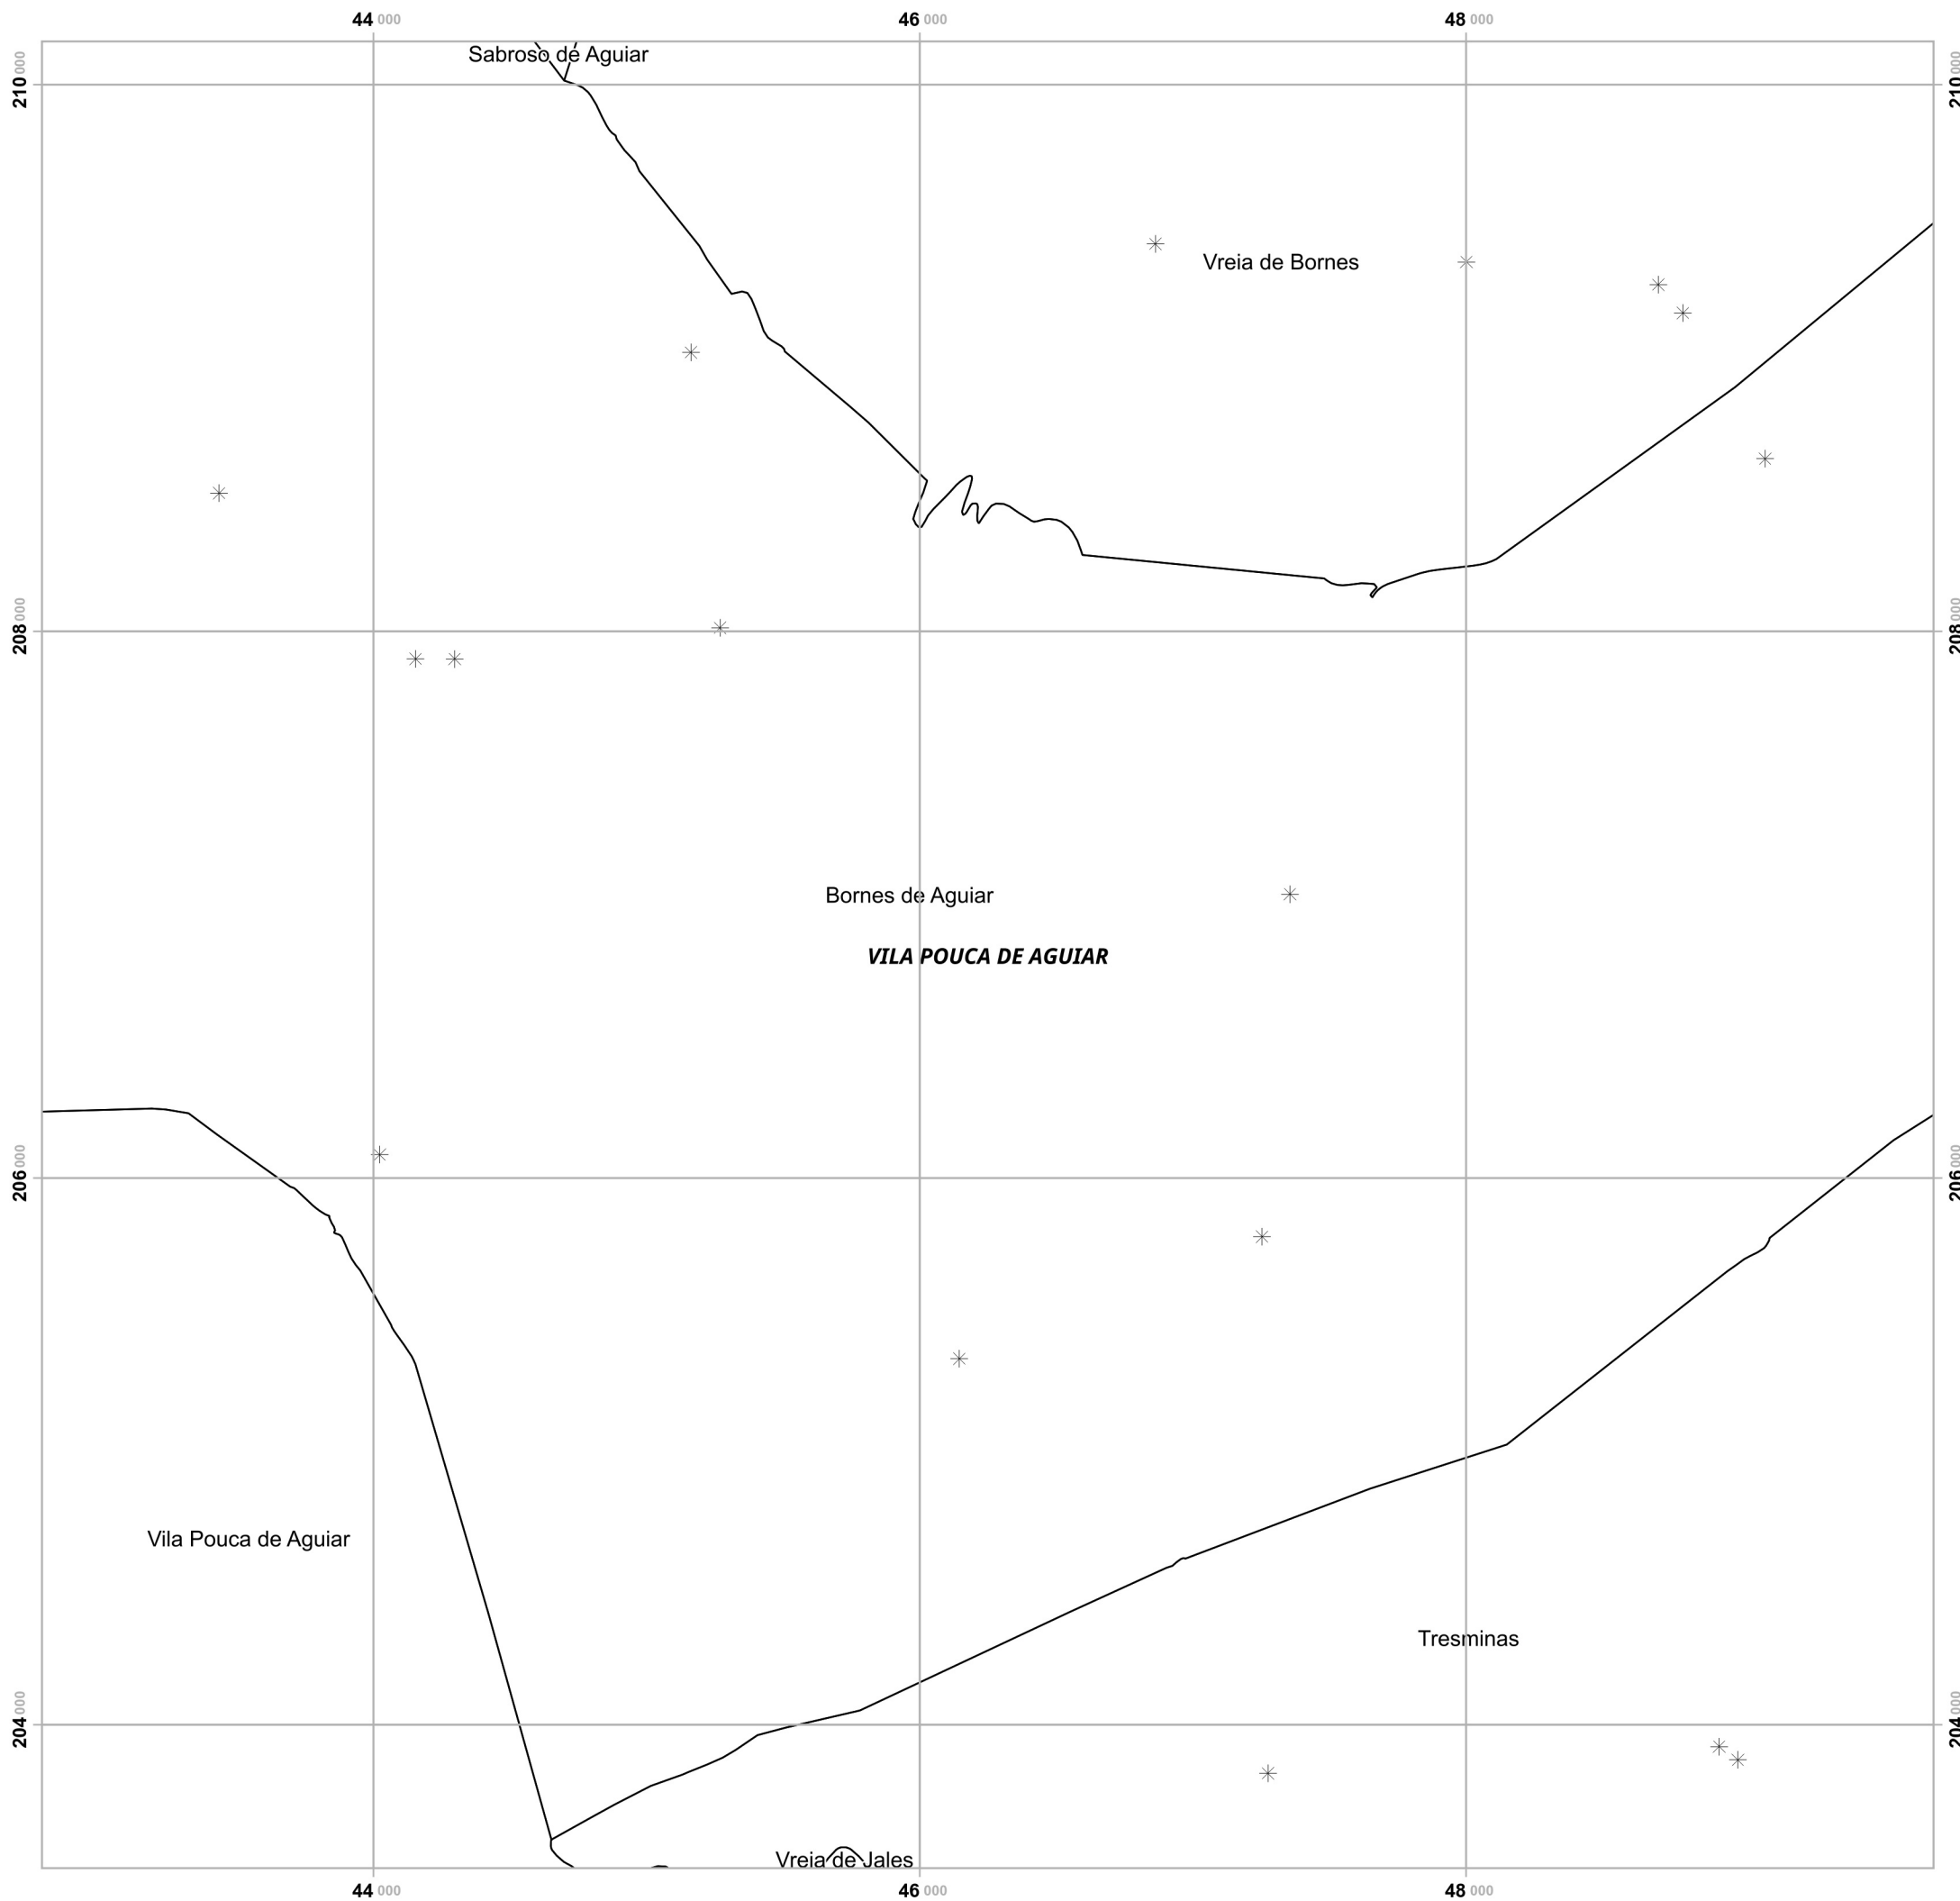 44 000 46 000 48 000
Sabroso de Aguiar
210 000 210 000
Vreia de Bornes
208 000 208 000
Bornes de Aguiar
VILA POUCA DE AGUIAR
206 000 206 000
Vila Pouca de Aguiar
Tresminas
204 000 204 000
Vreia de Jales
44 000 46 000 48 000